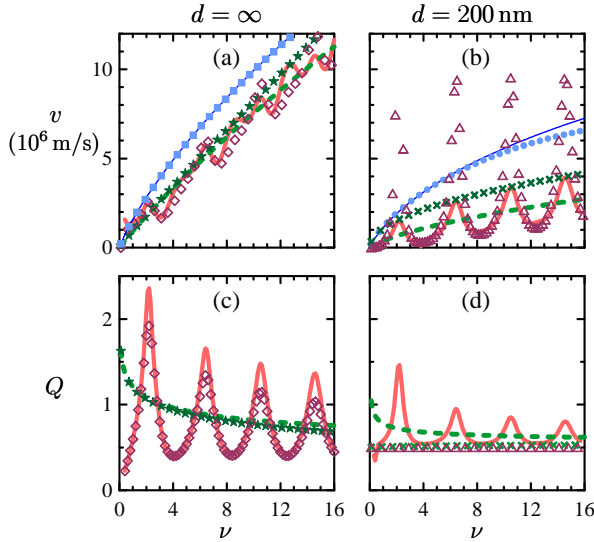 d = ∞ d = 200 nm
10 (a) (b)
v
(10⁶ m/s)
5
0
(c) (d)
2
Q
1
0
0 4 8 12 16 0 4 8 12 16
ν ν